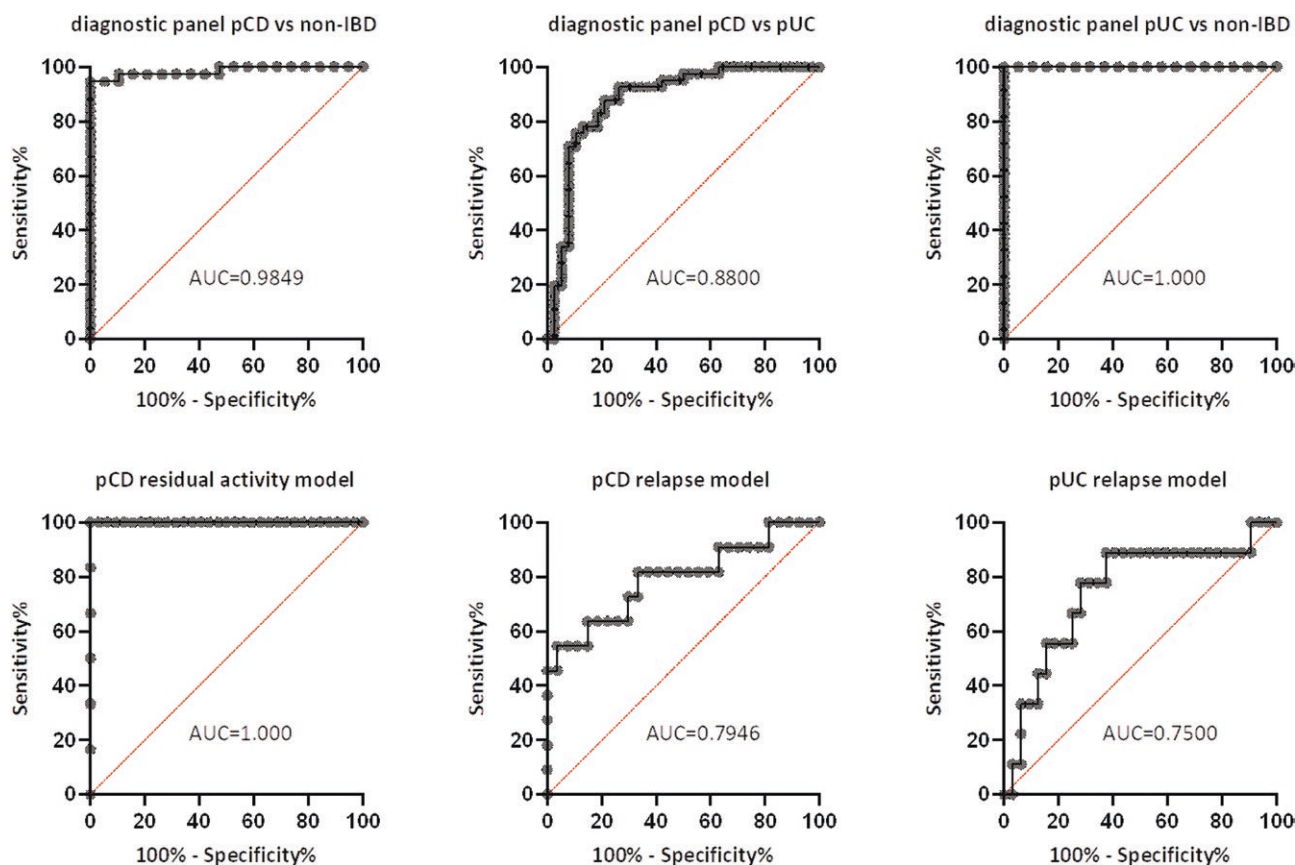 diagnostic panel pCD vs non-IBD
100
80
60
40
20
0
Sensitivity%
AUC=0.9849
0 20 40 60 80 100
100% - Specificity%
diagnostic panel pCD vs pUC
100
80
60
40
20
0
Sensitivity%
AUC=0.8800
0 20 40 60 80 100
100% - Specificity%
diagnostic panel pUC vs non-IBD
100
80
60
40
20
0
Sensitivity%
AUC=1.000
0 20 40 60 80 100
100% - Specificity%
pCD residual activity model
100
80
60
40
20
0
Sensitivity%
AUC=1.000
0 20 40 60 80 100
100% - Specificity%
pCD relapse model
100
80
60
40
20
0
Sensitivity%
AUC=0.7946
0 20 40 60 80 100
100% - Specificity%
pUC relapse model
100
80
60
40
20
0
Sensitivity%
AUC=0.7500
0 20 40 60 80 100
100% - Specificity%